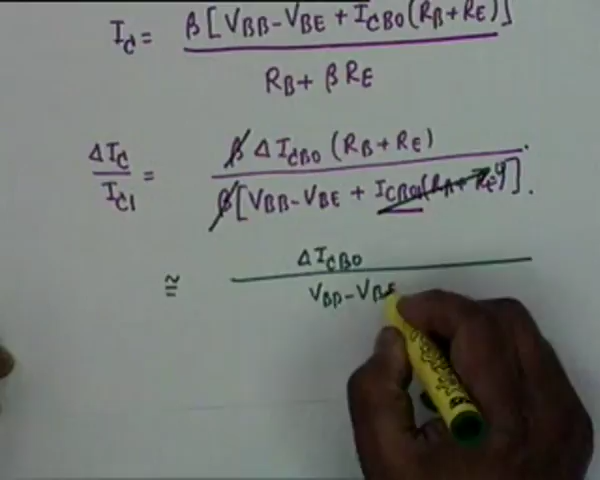 I_C = β[V_BB-V_BE + I_CBO(R_B+R_E)]
R_B + β R_E
ΔI_C / I_C1 = β ΔI_CBO (R_B + R_E)
β[V_BB-V_BE + I_CBO(R_B+R_E)].
≅ ΔI_CBO
V_BB-V_BE